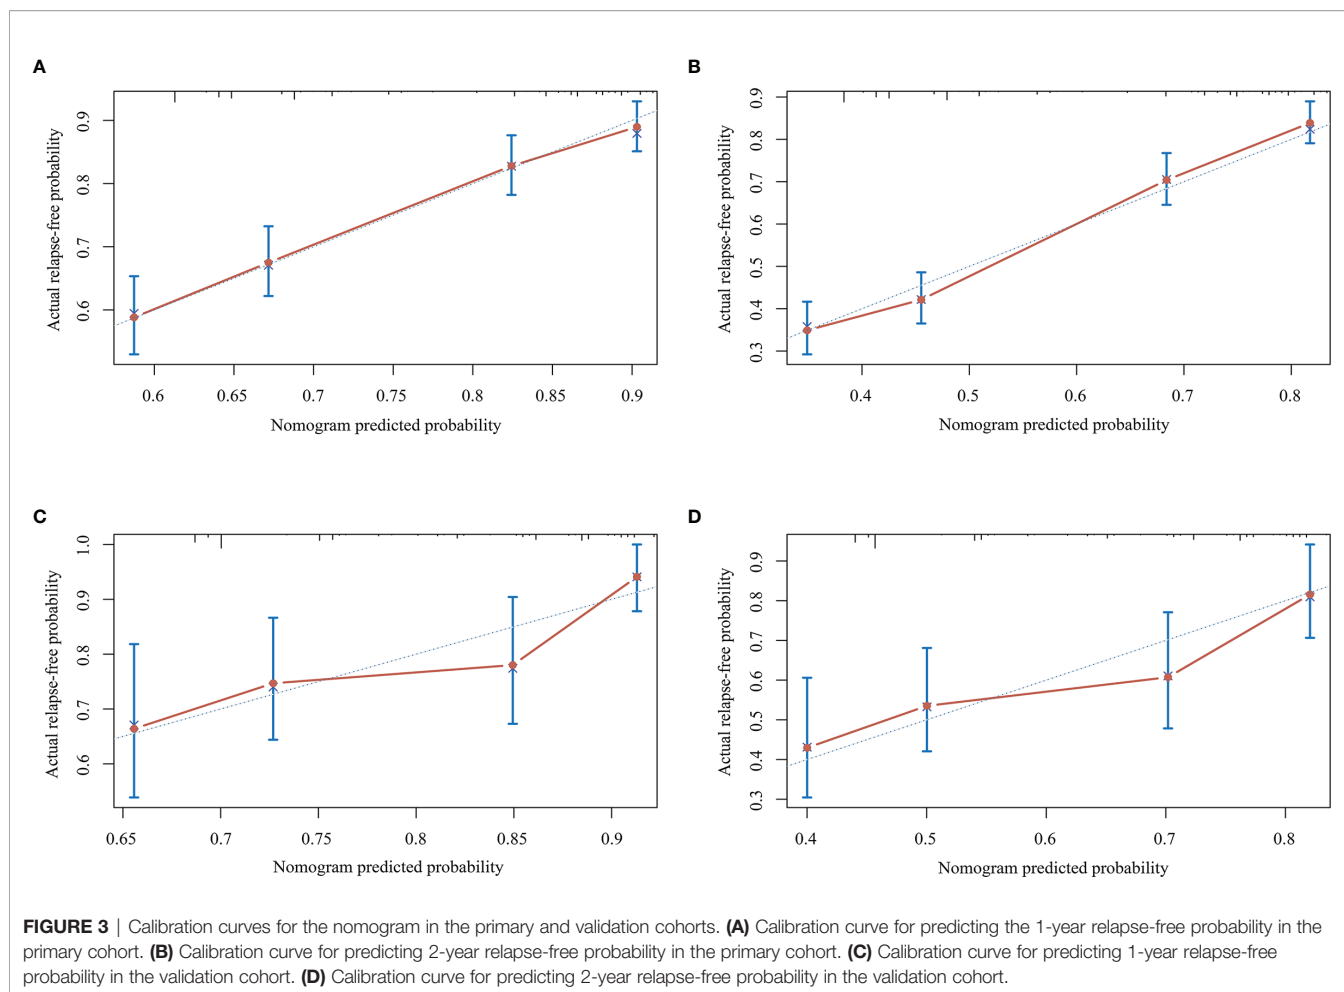 A
B
Actual relapse-free probability
0.9
0.8
0.7
0.6
0.6 0.65 0.7 0.75 0.8 0.85 0.9
Nomogram predicted probability
Actual relapse-free probability
0.9
0.8
0.7
0.6
0.5
0.4
0.3
0.4 0.5 0.6 0.7 0.8
Nomogram predicted probability
C
D
Actual relapse-free probability
1.0
0.9
0.8
0.7
0.6
0.65 0.7 0.75 0.8 0.85 0.9
Nomogram predicted probability
Actual relapse-free probability
0.9
0.8
0.7
0.6
0.5
0.4
0.3
0.4 0.5 0.6 0.7 0.8
Nomogram predicted probability
FIGURE 3 | Calibration curves for the nomogram in the primary and validation cohorts. (A) Calibration curve for predicting the 1-year relapse-free probability in the
primary cohort. (B) Calibration curve for predicting 2-year relapse-free probability in the primary cohort. (C) Calibration curve for predicting 1-year relapse-free
probability in the validation cohort. (D) Calibration curve for predicting 2-year relapse-free probability in the validation cohort.